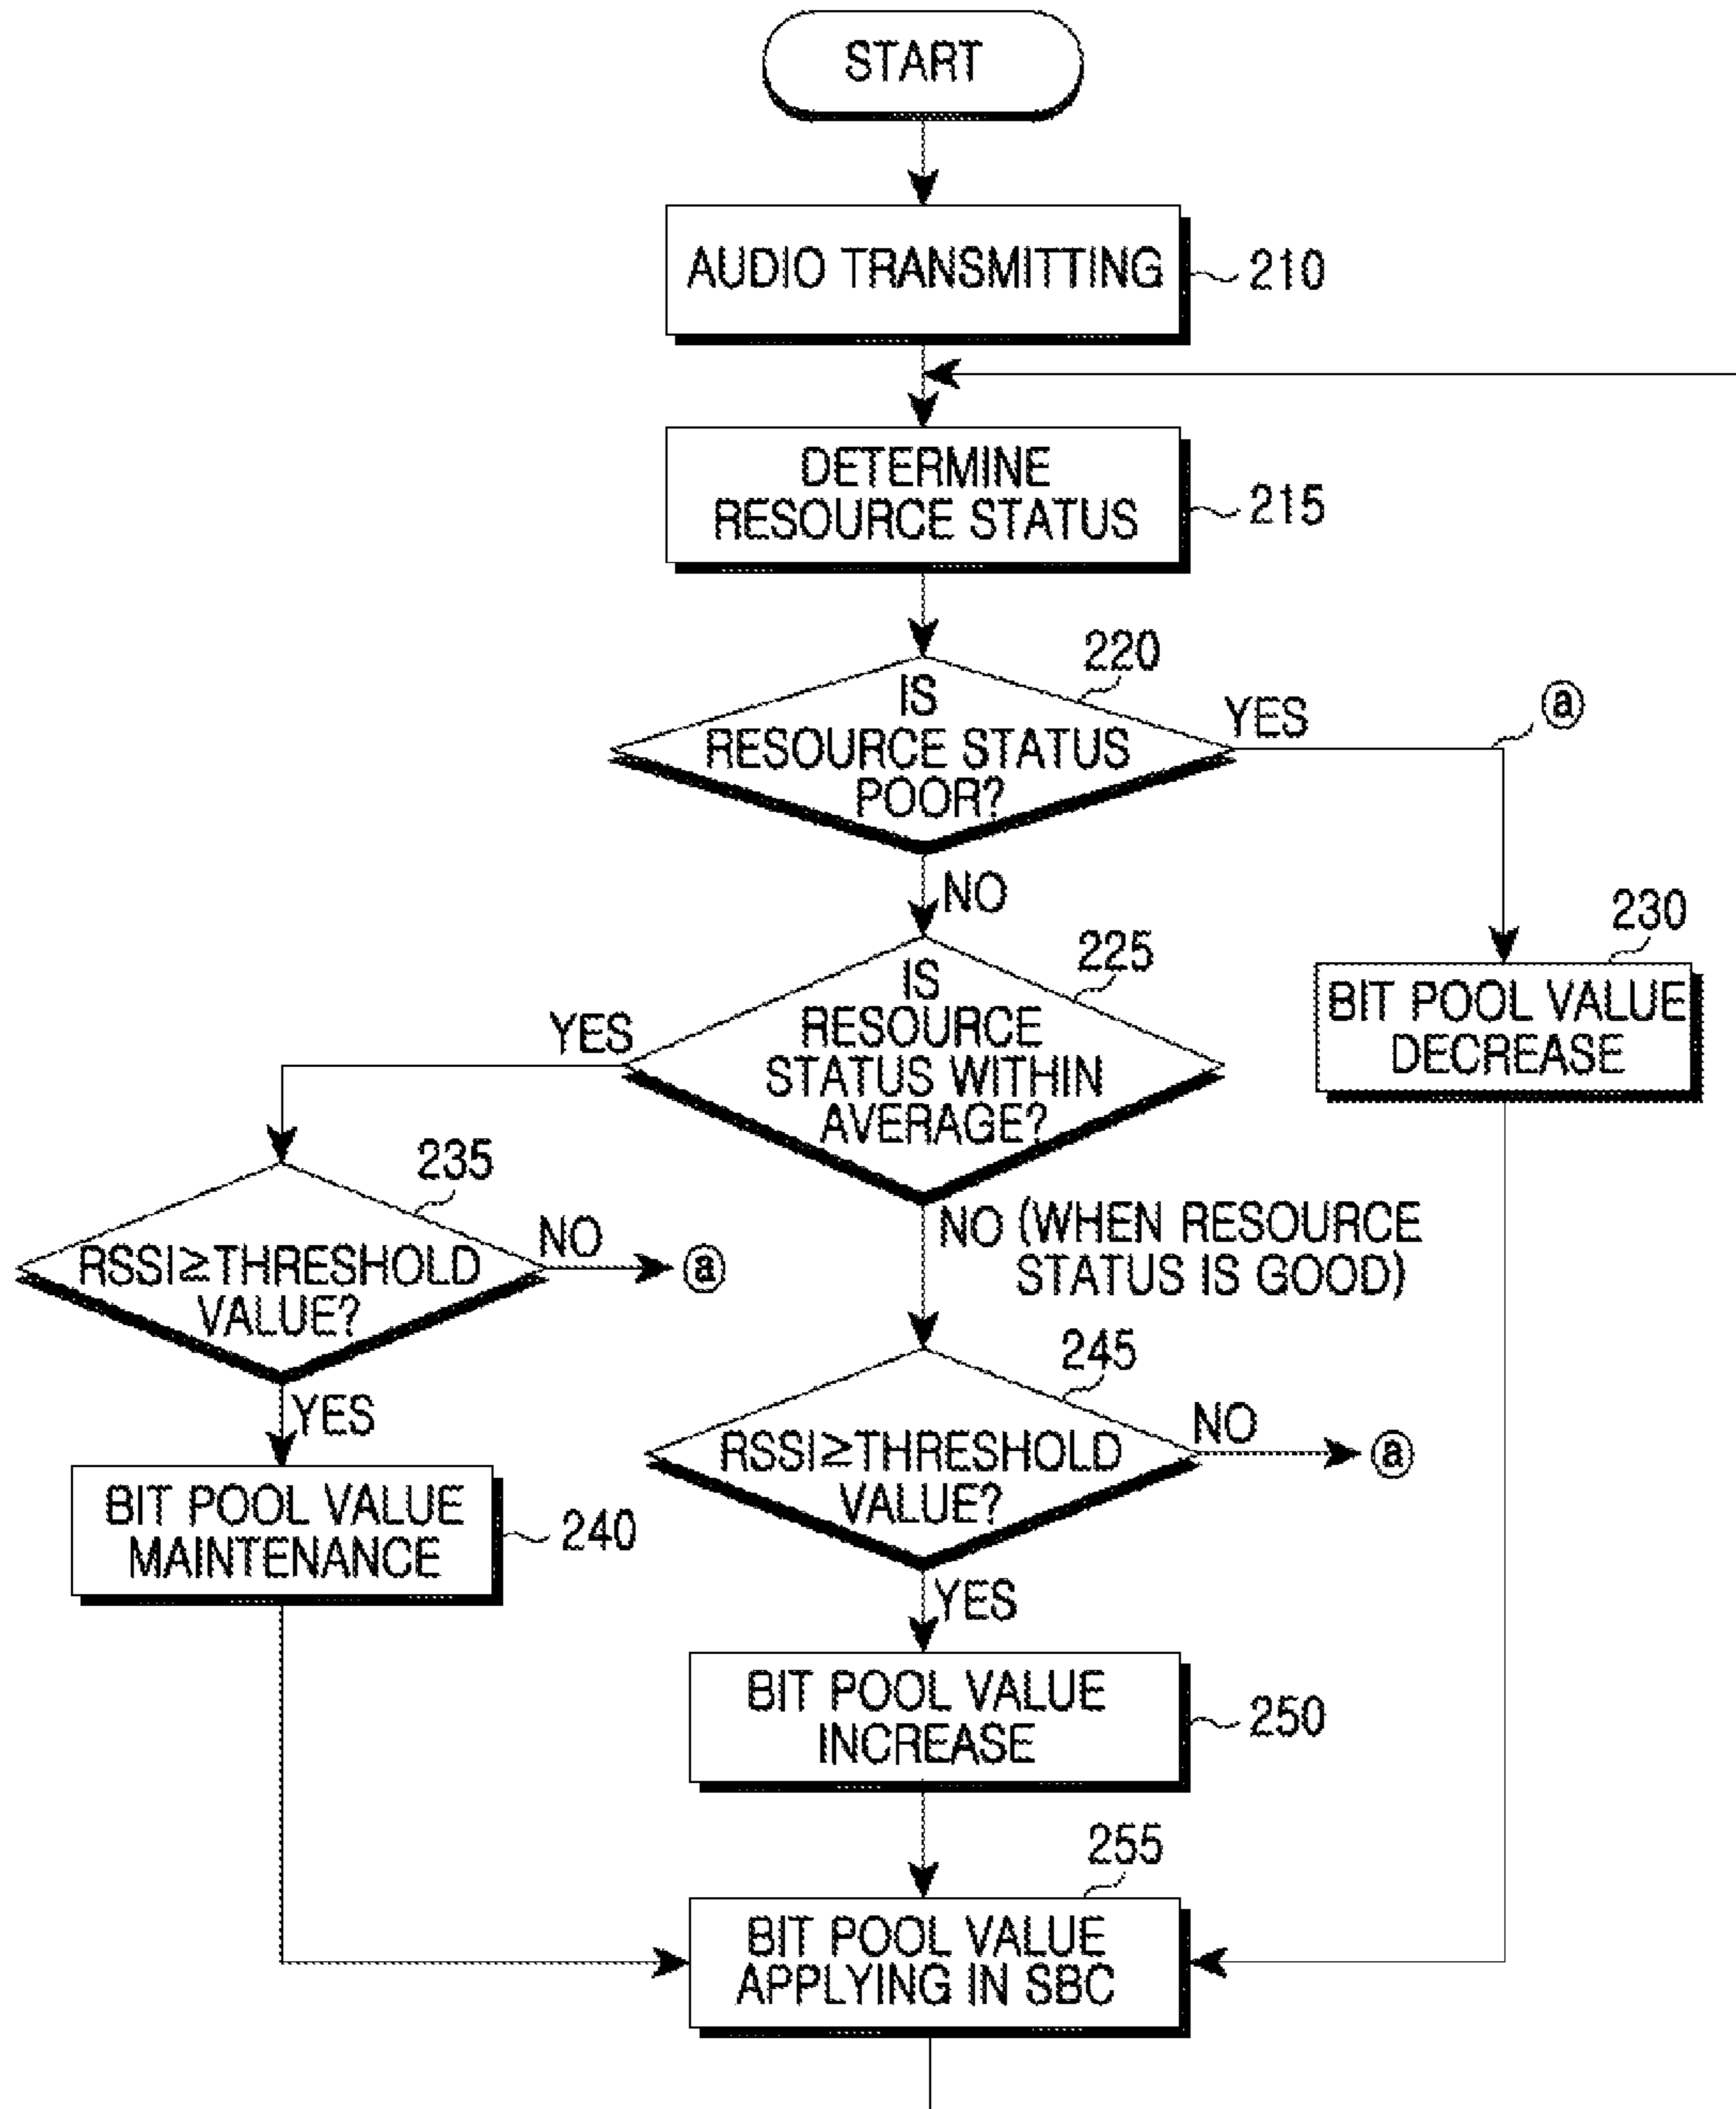 START
AUDIO TRANSMITTING
210
DETERMINE
RESOURCE STATUS
215
220
IS
RESOURCE STATUS
POOR?
YES
ⓐ
NO
230
BIT POOL VALUE
DECREASE
225
IS
RESOURCE
STATUS WITHIN
AVERAGE?
YES
235
RSSI≥THRESHOLD
VALUE?
NO
ⓐ
NO (WHEN RESOURCE
STATUS IS GOOD)
245
RSSI≥THRESHOLD
VALUE?
NO
ⓐ
YES
BIT POOL VALUE
MAINTENANCE
240
YES
BIT POOL VALUE
INCREASE
250
255
BIT POOL VALUE
APPLYING IN SBC